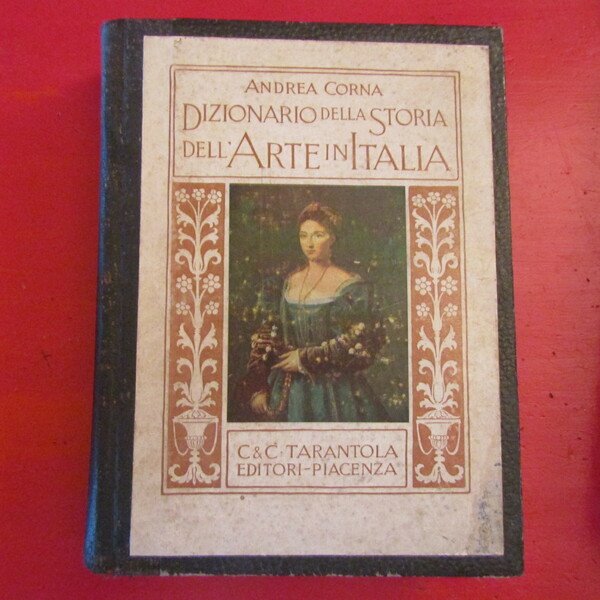 ANDREA CORNA
DIZIONARIO DELLA STORIA
DELL'ARTE IN ITALIA
C & C. TARANTOLA
EDITORI-PIACENZA